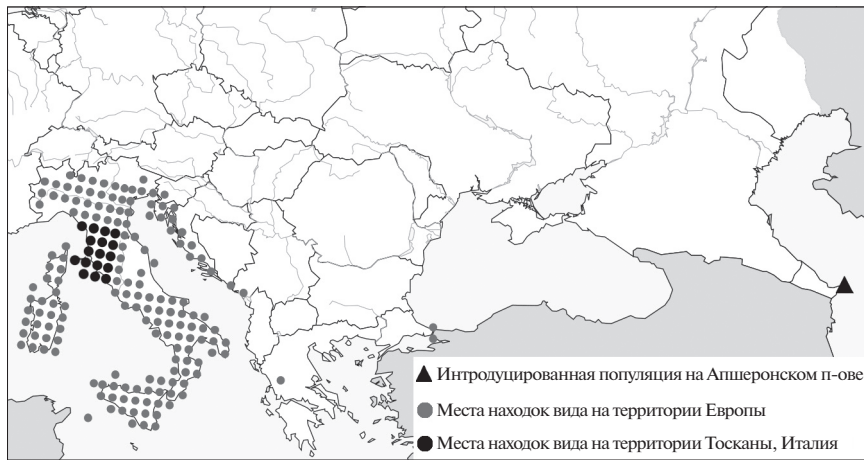 Интродуцированная популяция на Апшеронском п-ове
Места находок вида на территории Европы
Места находок вида на территории Тосканы, Италия